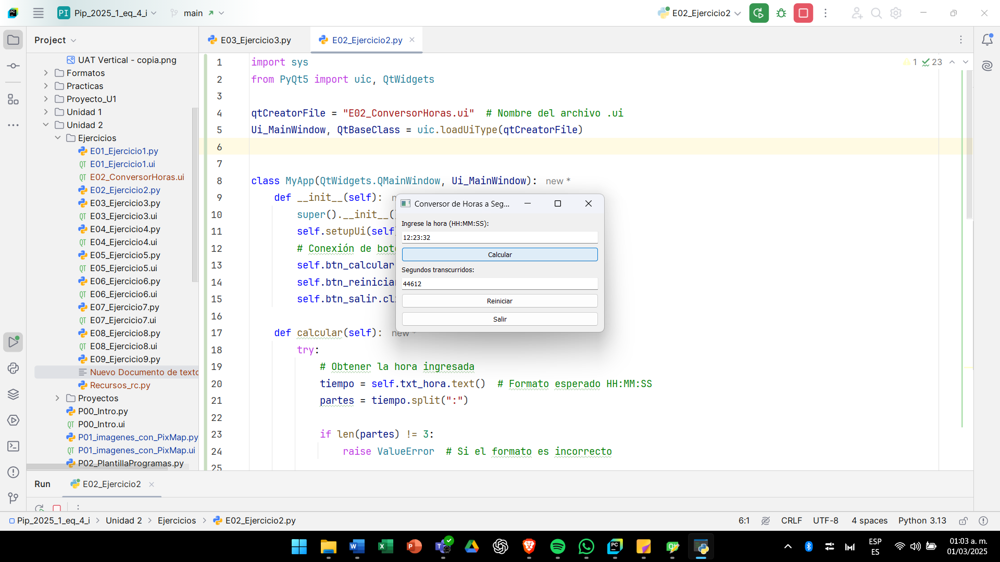 PI Pip_2025_1_eq_4_i main E02_Ejercicio2
Project
E03_Ejercicio3.py E02_Ejercicio2.py
UAT Vertical - copia.png
Formatos
Practicas
Proyecto_U1
Unidad 1
Unidad 2
Ejercicios
E01_Ejercicio1.py
E01_Ejercicio1.ui
E02_ConversorHoras.ui
E02_Ejercicio2.py
E03_Ejercicio3.py
E03_Ejercicio3.ui
E04_Ejercicio4.py
E04_Ejercicio4.ui
E05_Ejercicio5.py
E05_Ejercicio5.ui
E06_Ejercicio6.py
E06_Ejercicio6.ui
E07_Ejercicio7.py
E07_Ejercicio7.ui
E08_Ejercicio8.py
E08_Ejercicio8.ui
E09_Ejercicio9.py
Nuevo Documento de texto
Recursos_rc.py
Proyectos
P00_Intro.py
P00_Intro.ui
P01_imagenes_con_PixMap.py
P01_imagenes_con_PixMap.ui
P02_PlantillaProgramas.py
1 23
1 import sys
2 from PyQt5 import uic, QtWidgets
3
4 qtCreatorFile = "E02_ConversorHoras.ui"  # Nombre del archivo .ui
5 Ui_MainWindow, QtBaseClass = uic.loadUiType(qtCreatorFile)
6
7
8 class MyApp(QtWidgets.QMainWindow, Ui_MainWindow): new *
9 def __init__(self):
10 super().__init__(
11 self.setupUi(self
12 # Conexión de bot
13 self.btn_calcular
14 self.btn_reiniciar
15 self.btn_salir.cl
16
17 def calcular(self): new *
18 try:
19 # Obtener la hora ingresada
20 tiempo = self.txt_hora.text()  # Formato esperado HH:MM:SS
21 partes = tiempo.split(":")
22
23 if len(partes) != 3:
24 raise ValueError  # Si el formato es incorrecto
25
Conversor de Horas a Seg...
Ingrese la hora (HH:MM:SS):
12:23:32
Calcular
Segundos transcurridos:
44612
Reiniciar
Salir
Run E02_Ejercicio2
Pip_2025_1_eq_4_i > Unidad 2 > Ejercicios > E02_Ejercicio2.py 6:1 CRLF UTF-8 4 spaces Python 3.13
ESP
ES
01:03 a. m.
01/03/2025